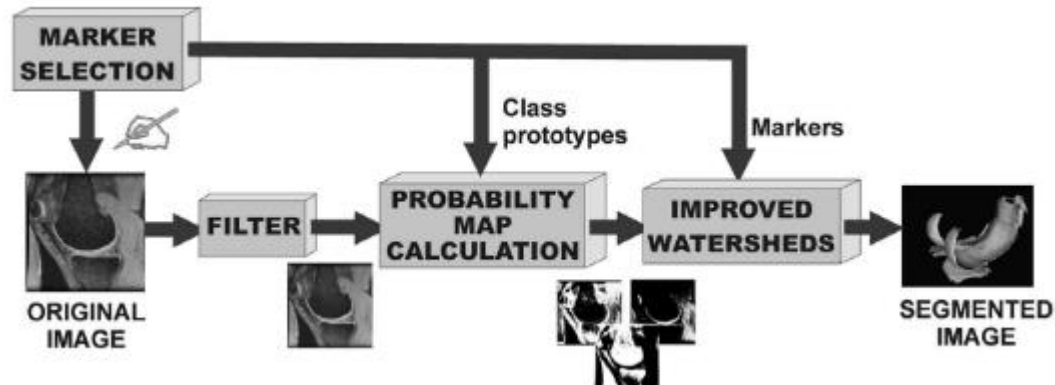 MARKER
SELECTION
Class
prototypes
Markers
FILTER
PROBABILITY
MAP
CALCULATION
IMPROVED
WATERSHEDS
ORIGINAL
IMAGE
SEGMENTED
IMAGE